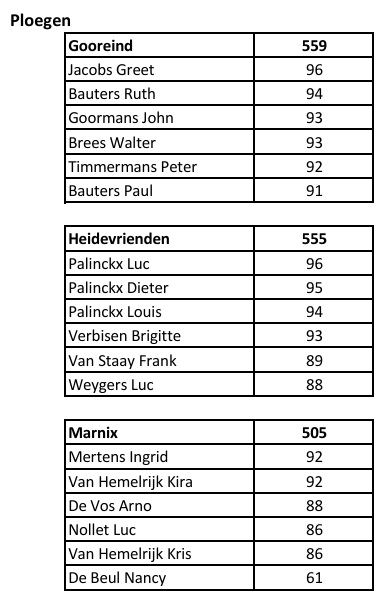 Ploegen
Gooreind 559
Jacobs Greet 96
Bauters Ruth 94
Goormans John 93
Brees Walter 93
Timmermans Peter 92
Bauters Paul 91
Heidevrienden 555
Palinckx Luc 96
Palinckx Dieter 95
Palinckx Louis 94
Verbisen Brigitte 93
Van Staay Frank 89
Weygers Luc 88
Marnix 505
Mertens Ingrid 92
Van Hemelrijk Kira 92
De Vos Arno 88
Nollet Luc 86
Van Hemelrijk Kris 86
De Beul Nancy 61